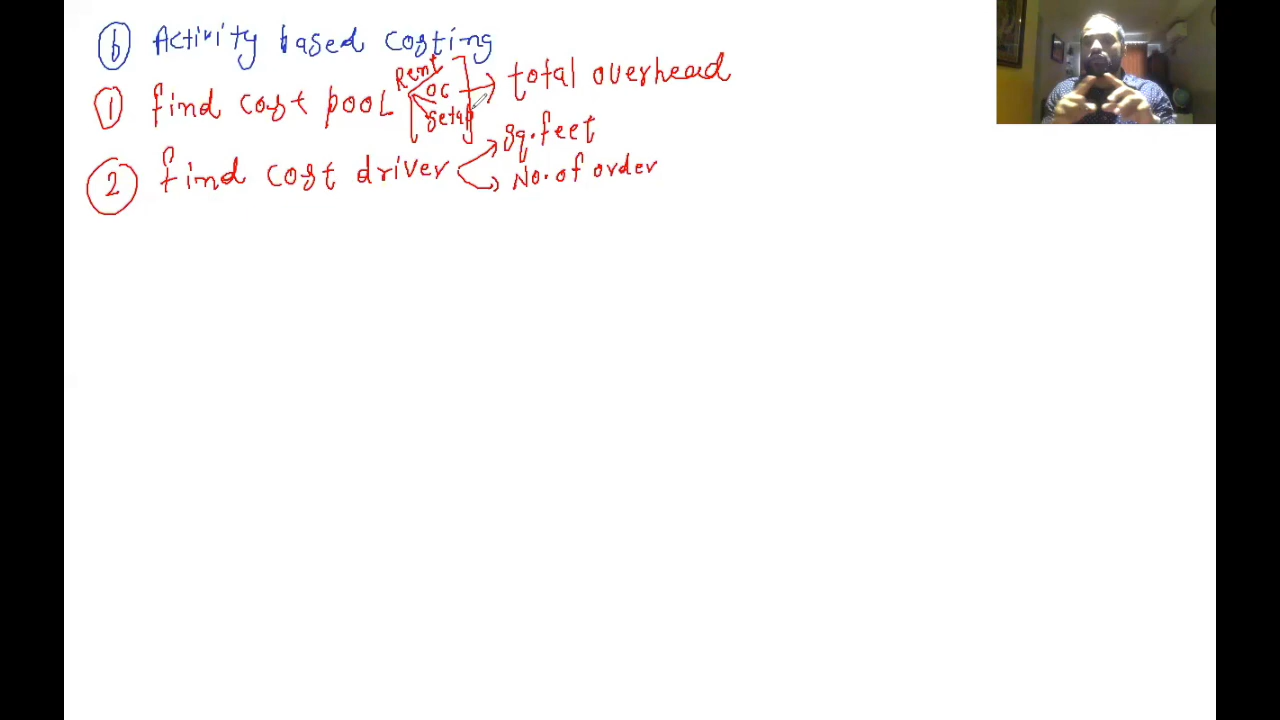 b Activity based costing
1 find cost pool Rent OC Setup total overhead
2 find cost driver sq.feet No.of order